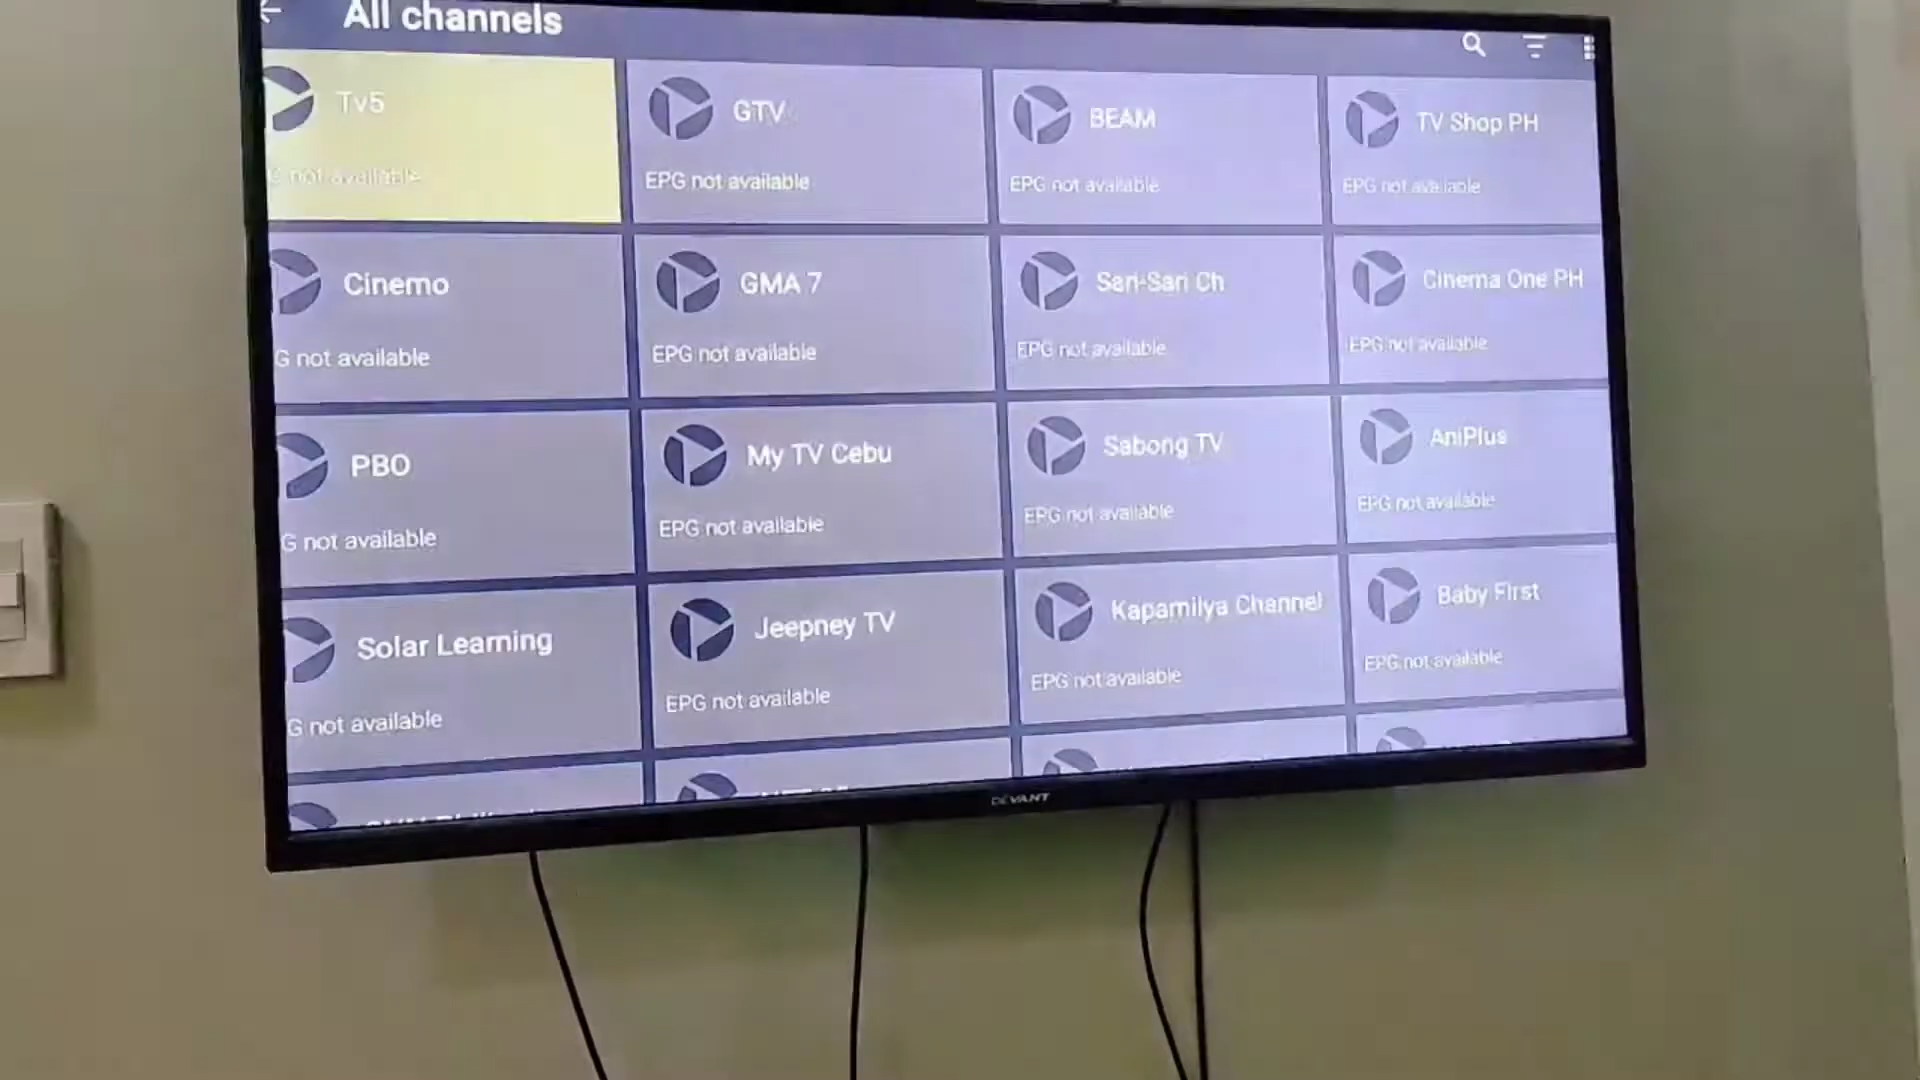 All channels
Tv5
GTV
BEAM
TV Shop PH
G not available
EPG not available
EPG not available
EPG not available
Cinemo
GMA 7
Sari-Sari Ch
Cinema One PH
G not available
EPG not available
EPG not available
EPG not available
PBO
My TV Cebu
Sabong TV
AniPlus
G not available
EPG not available
EPG not available
EPG not available
Solar Learning
Jeepney TV
Kapamilya Channel
Baby First
G not available
EPG not available
EPG not available
EPG not available
DEVANT